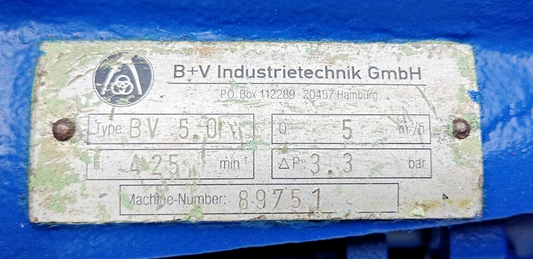 B+V Industrietechnik GmbH
P.O. Box 112289 - 20457 Hamburg
Type: BV 5.0 Q 5 m³/h
n: 425 min⁻¹ ΔP: 3.3 bar
Machine-Number: 89751